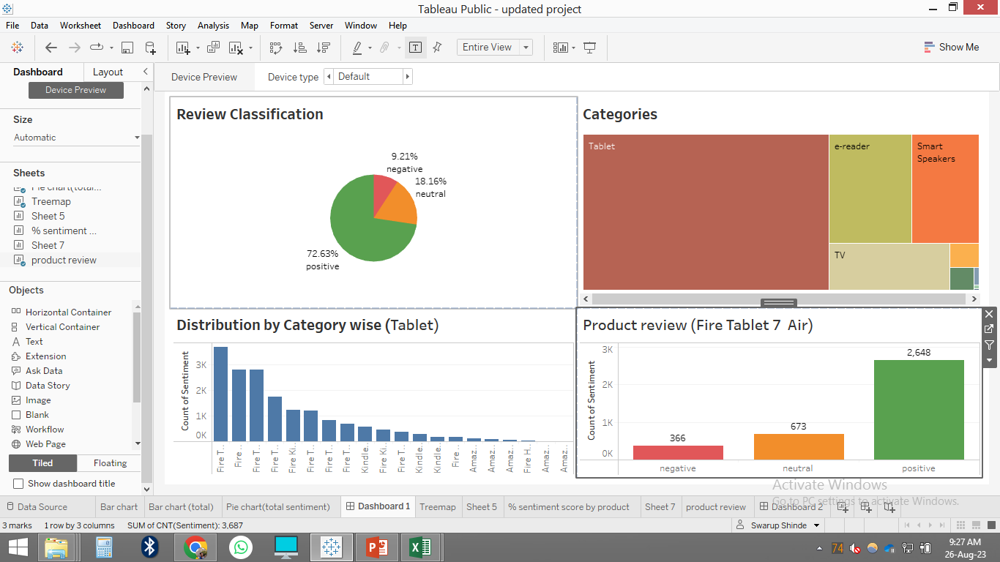 Tableau Public - updated project
File Data Worksheet Dashboard Story Analysis Map Format Server Window Help
Entire View
Show Me
Dashboard Layout
Device Preview
Size
Automatic
Sheets
Pie chart(total...
Treemap
Sheet 5
% sentiment ...
Sheet 7
product review
Objects
Horizontal Container
Vertical Container
Text
Extension
Ask Data
Data Story
Image
Blank
Workflow
Web Page
Tiled Floating
Show dashboard title
Device Preview Device type Default
Review Classification
9.21%
negative
18.16%
neutral
72.63%
positive
Categories
Tablet
e-reader
Smart
Speakers
TV
Distribution by Category wise (Tablet)
Count of Sentiment
3K
2K
1K
0K
Fire T..
Fire ..
Fire T..
Fire T..
Fire Ki..
Fire T..
Fire T..
Fire T..
Kindle..
Fire Ki..
Fire T..
Kindle..
Kindle..
Fire ..
Amaz..
Amaz..
Amaz..
Fire H..
Amaz..
Amaz..
Product review (Fire Tablet 7 Air)
Count of Sentiment
3K
2K
1K
0K
366
673
2,648
negative neutral positive
Activate Windows
Go to PC settings to activate Windows.
Data Source Bar chart Bar chart (total) Pie chart(total sentiment) Dashboard 1 Treemap Sheet 5 % sentiment score by product Sheet 7 product review Dashboard 2
3 marks 1 row by 3 columns SUM of CNT(Sentiment): 3,687
Swarup Shinde
74
9:27 AM
26-Aug-23